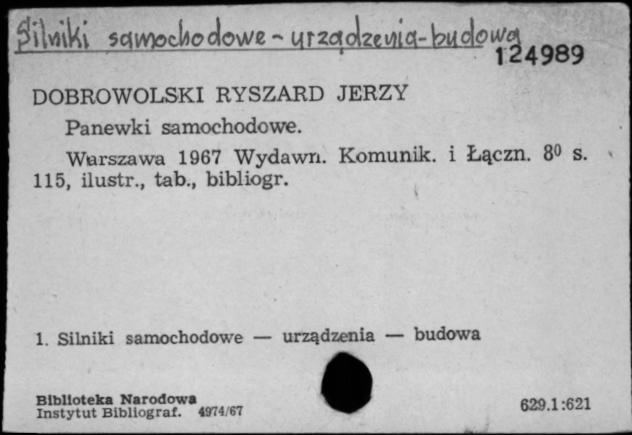 Silniki samochodowe - urządzenia - budowa
124989
DOBROWOLSKI RYSZARD JERZY
Panewki samochodowe.
Warszawa 1967 Wydawn. Komunik. i Łączn. 8⁰ s.
115, ilustr., tab., bibliogr.
1. Silniki samochodowe — urządzenia — budowa
Biblioteka Narodowa
Instytut Bibliograf. 4974/67
629.1:621